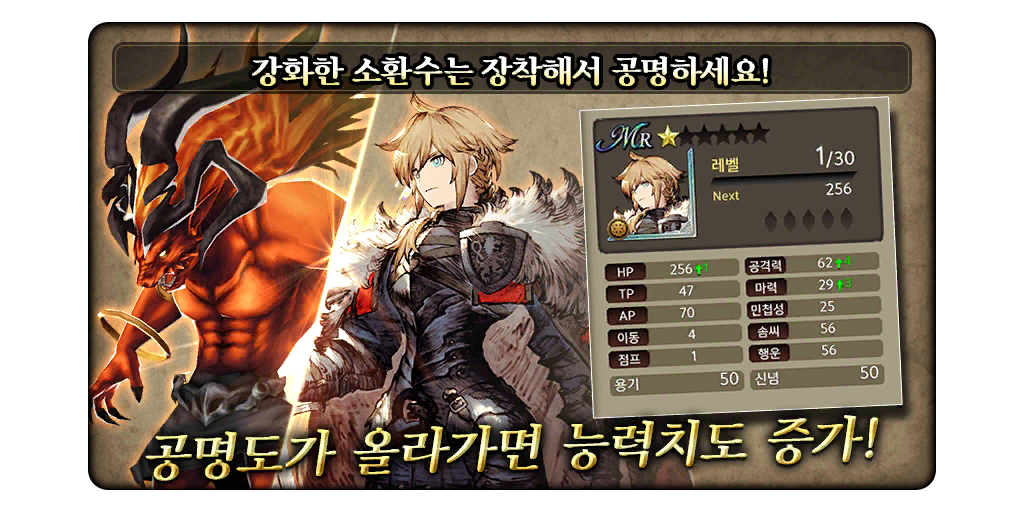 강화한 소환수는 장착해서 공명하세요!
MR
레벨 1/30
Next 256
HP 256 1 공격력 62 4
TP 47 마력 29 3
AP 70 민첩성 25
이동 4 솜씨 56
점프 1 행운 56
용기 50 신념 50
공명도가 올라가면 능력치도 증가!